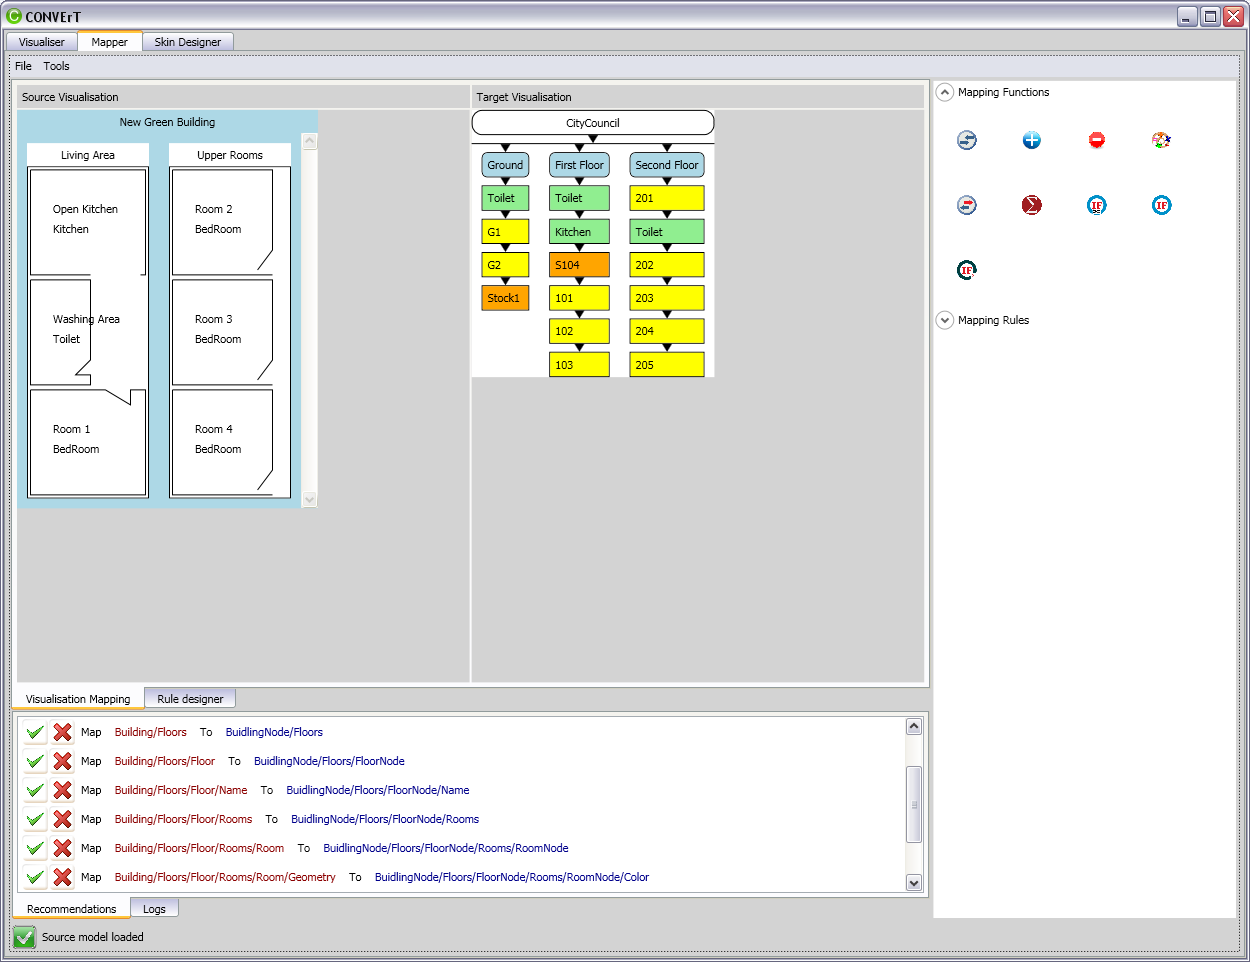 CONVErT
Visualiser Mapper Skin Designer
File Tools
Source Visualisation
New Green Building
Living Area Upper Rooms
Open Kitchen
Kitchen
Room 2
BedRoom
Washing Area
Toilet
Room 3
BedRoom
Room 1
BedRoom
Room 4
BedRoom
Target Visualisation
CityCouncil
Ground First Floor Second Floor
Toilet Toilet 201
G1 Kitchen Toilet
G2 S104 202
Stock1 101 203
102 204
103 205
Mapping Functions
IF IF
IF
Mapping Rules
Visualisation Mapping Rule designer
Map Building/Floors To BuidlingNode/Floors
Map Building/Floors/Floor To BuidlingNode/Floors/FloorNode
Map Building/Floors/Floor/Name To BuidlingNode/Floors/FloorNode/Name
Map Building/Floors/Floor/Rooms To BuidlingNode/Floors/FloorNode/Rooms
Map Building/Floors/Floor/Rooms/Room To BuidlingNode/Floors/FloorNode/Rooms/RoomNode
Map Building/Floors/Floor/Rooms/Room/Geometry To BuidlingNode/Floors/FloorNode/Rooms/RoomNode/Color
Recommendations Logs
Source model loaded